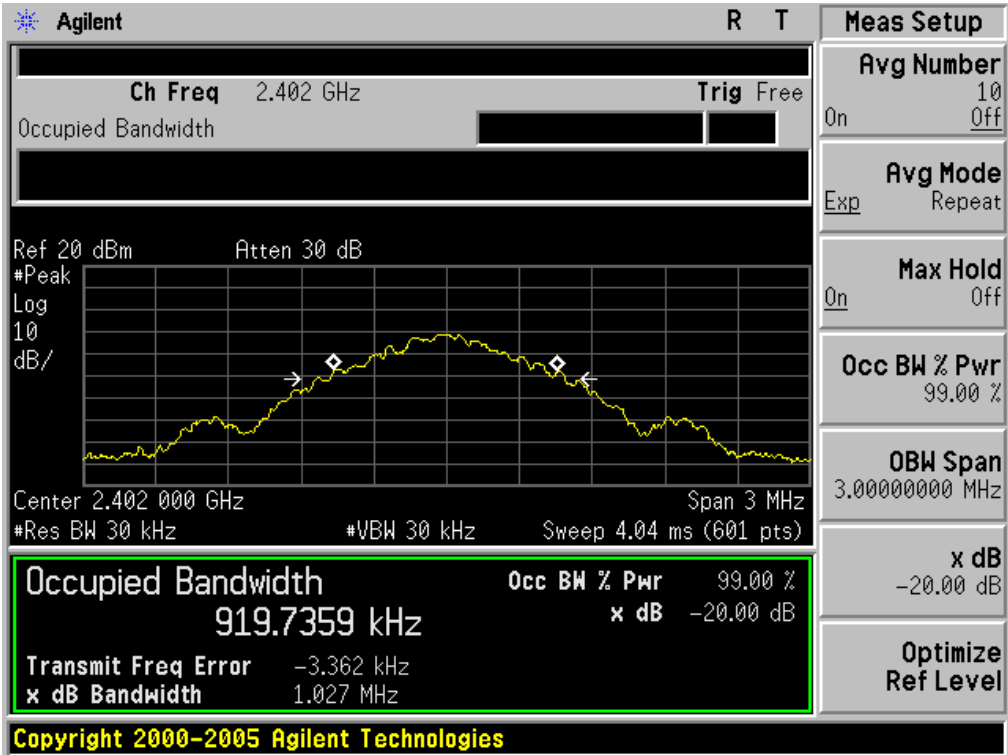 Agilent R T
Ch Freq 2.402 GHz Trig Free
Occupied Bandwidth
Ref 20 dBm Atten 30 dB
#Peak
Log
10
dB/
Center 2.402 000 GHz Span 3 MHz
#Res BW 30 kHz #VBW 30 kHz Sweep 4.04 ms (601 pts)
Occupied Bandwidth Occ BW % Pwr 99.00 %
919.7359 kHz x dB -20.00 dB
Transmit Freq Error -3.362 kHz
x dB Bandwidth 1.027 MHz
Copyright 2000-2005 Agilent Technologies
Meas Setup
Avg Number
10
On Off
Avg Mode
Exp Repeat
Max Hold
On Off
Occ BW % Pwr
99.00 %
OBW Span
3.00000000 MHz
x dB
-20.00 dB
Optimize
Ref Level